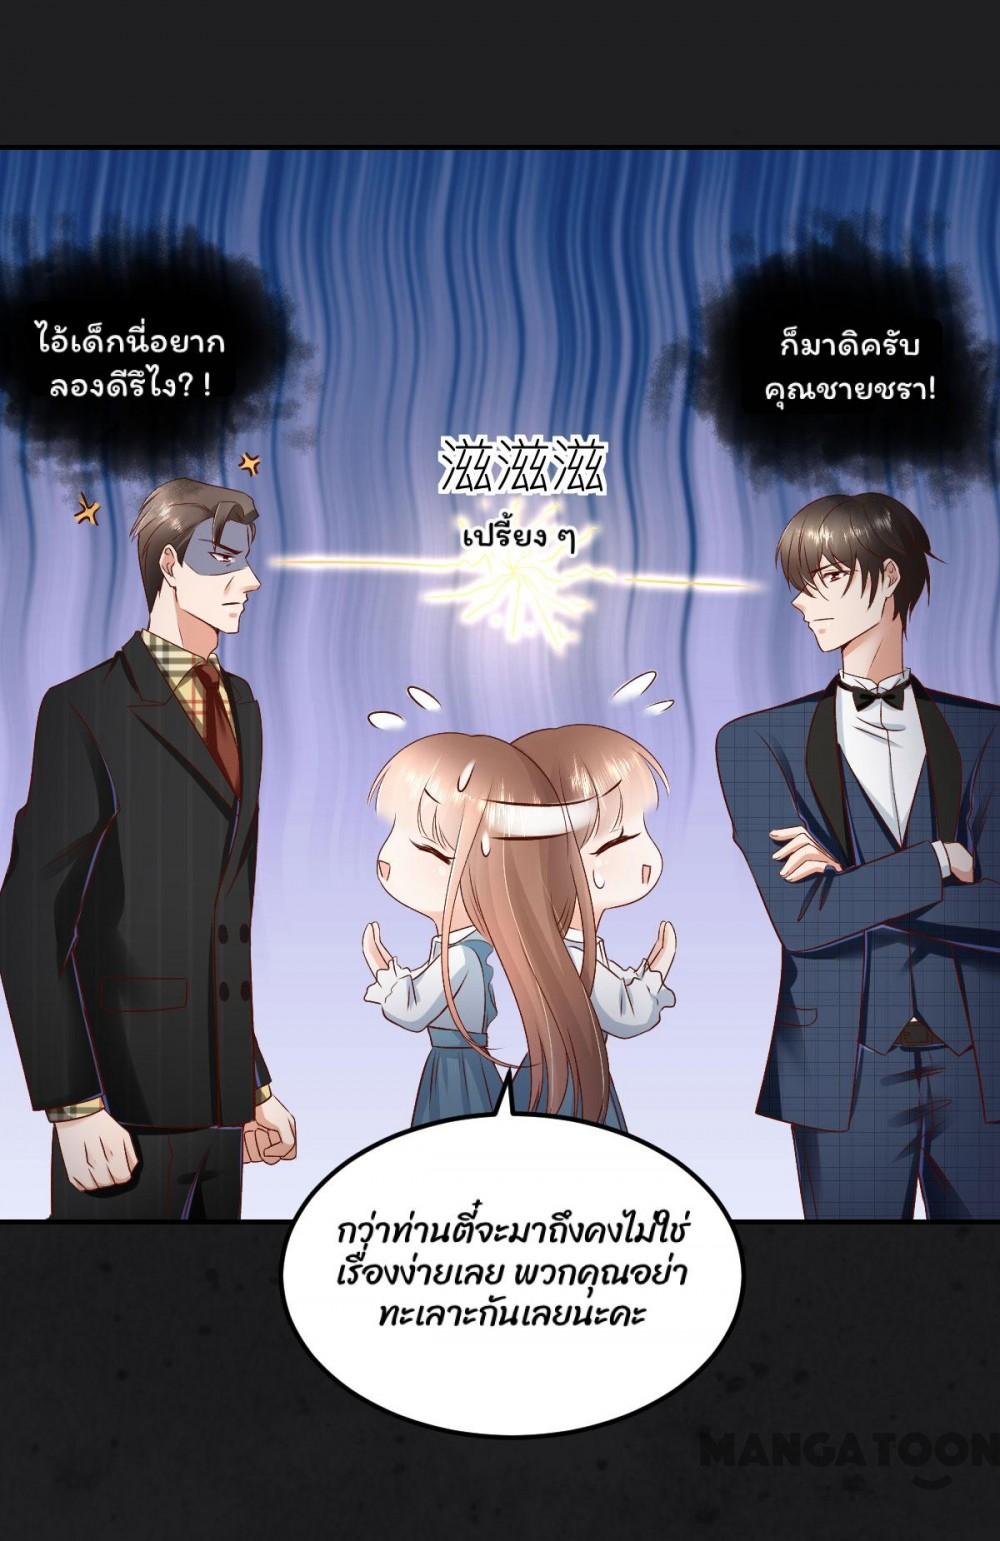 ไอ้เด็กนี่อยาก
ลองดีรึไง?!
ก็มาดิครับ
คุณชายชรา!
滋滋滋
เปรี้ยง ๆ
กว่าท่านตี๋จะมาถึงคงไม่ใช่
เรื่องง่ายเลย พวกคุณอย่า
ทะเลาะกันเลยนะคะ
MANGATOON